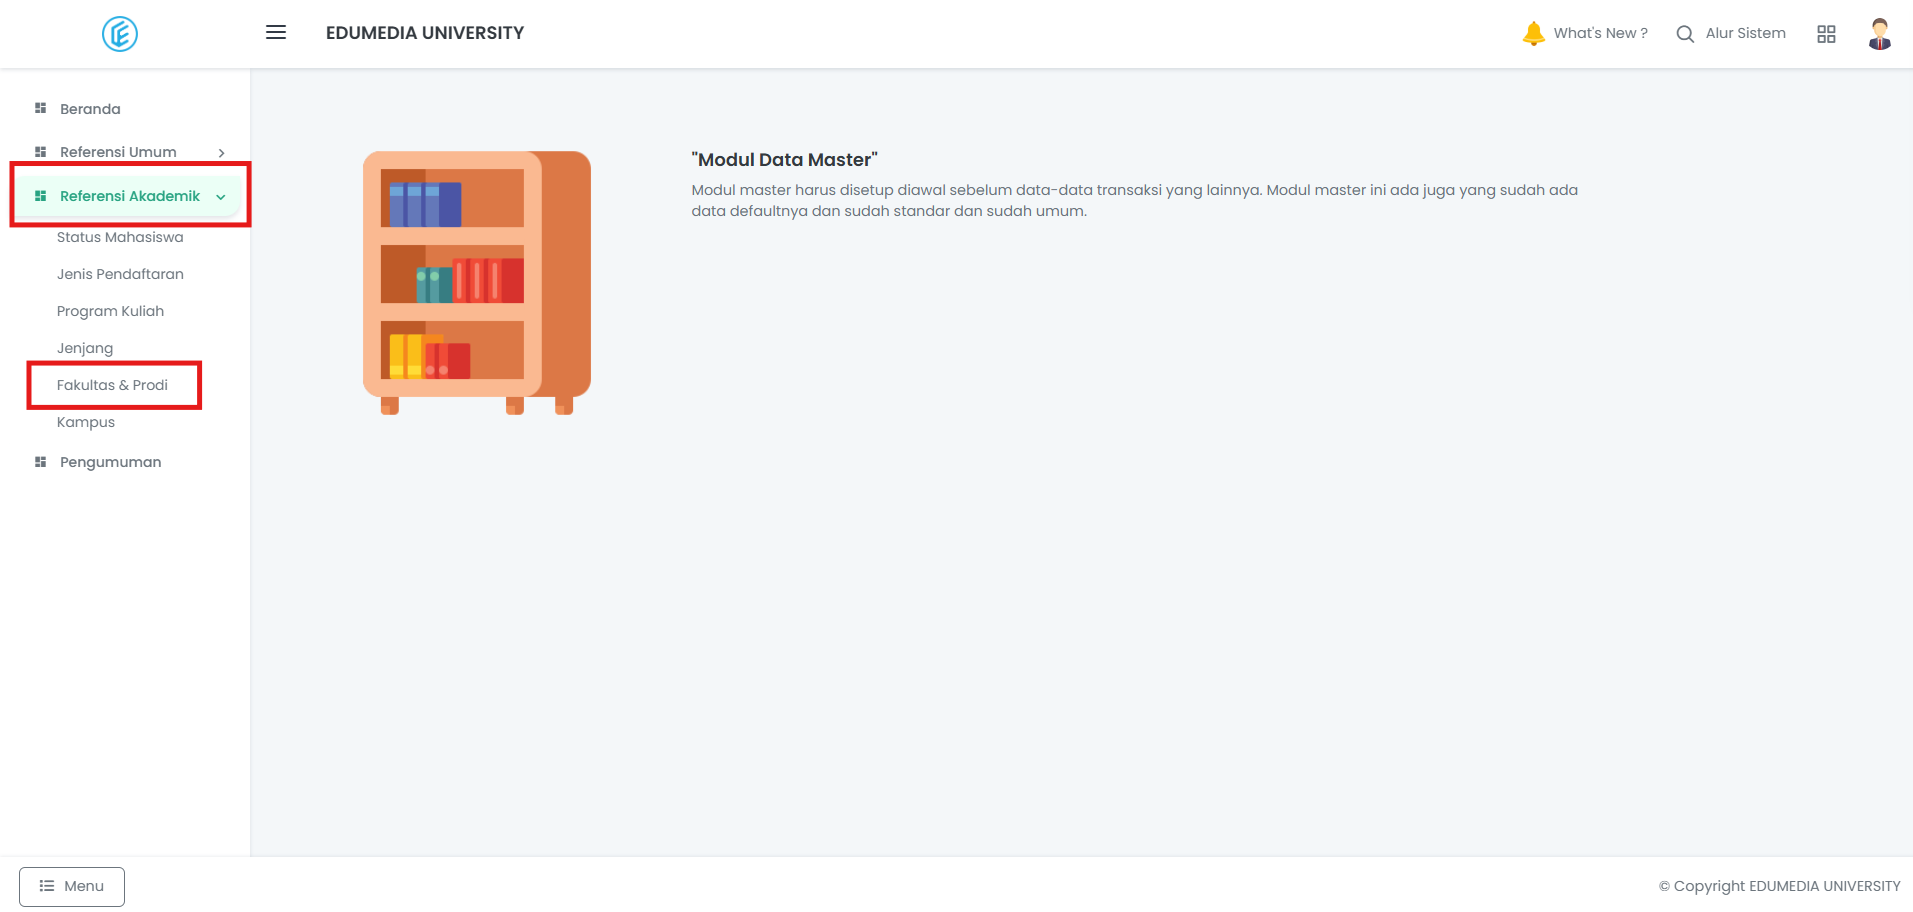 EDUMEDIA UNIVERSITY
What's New ?
Alur Sistem
Beranda
Referensi Umum
Referensi Akademik
Status Mahasiswa
Jenis Pendaftaran
Program Kuliah
Jenjang
Fakultas & Prodi
Kampus
Pengumuman
"Modul Data Master"
Modul master harus disetup diawal sebelum data-data transaksi yang lainnya. Modul master ini ada juga yang sudah ada
data defaultnya dan sudah standar dan sudah umum.
Menu
© Copyright EDUMEDIA UNIVERSITY